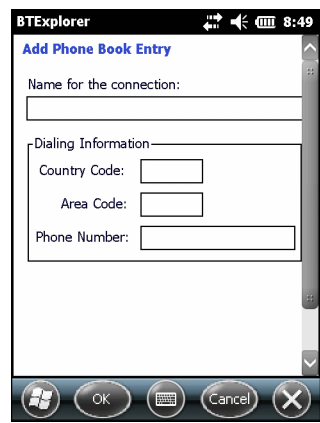 BTExplorer 8:49
Add Phone Book Entry
Name for the connection:
Dialing Information
Country Code:
Area Code:
Phone Number:
OK Cancel